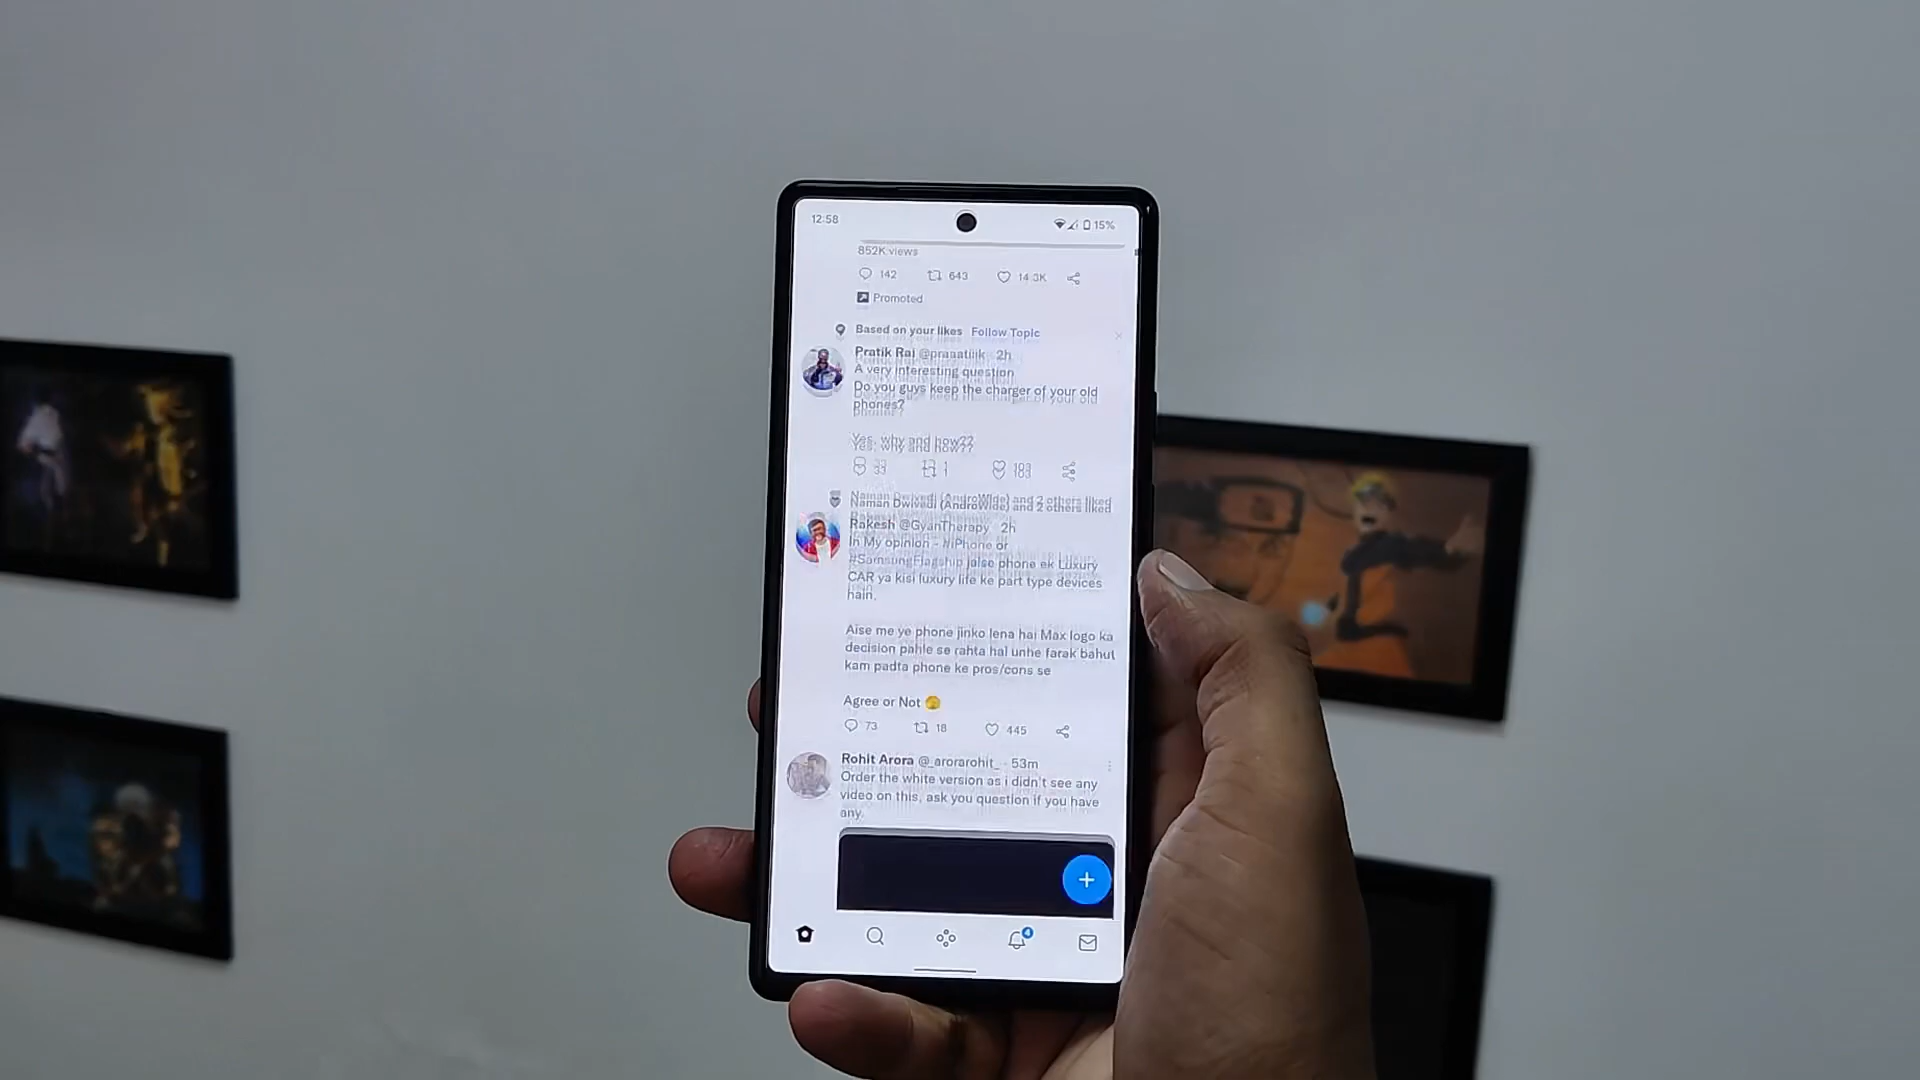 12:58
15%
852K views
142 643 14.3K
Promoted
Based on your likes Follow Topic
Pratik Rai @praaatiiik · 2h
A very interesting question
Do you guys keep the charger of your old
phones?
Yes, why and how??
33 1 183
Naman Dwivedi (AndroWide) and 2 others liked
Rakesh @GyanTherapy · 2h
In My opinion - #iPhone or
#SamsungFlagship jaise phone ek Luxury
CAR ya kisi luxury life ke part type devices
hain.
Aise me ye phone jinko lena hai Max logo ka
decision pahle se rahta hai unhe farak bahut
kam padta phone ke pros/cons se
Agree or Not
73 18 445
Rohit Arora @_arorarohit_ · 53m
Order the white version as i didn't see any
video on this, ask you question if you have
any.
4